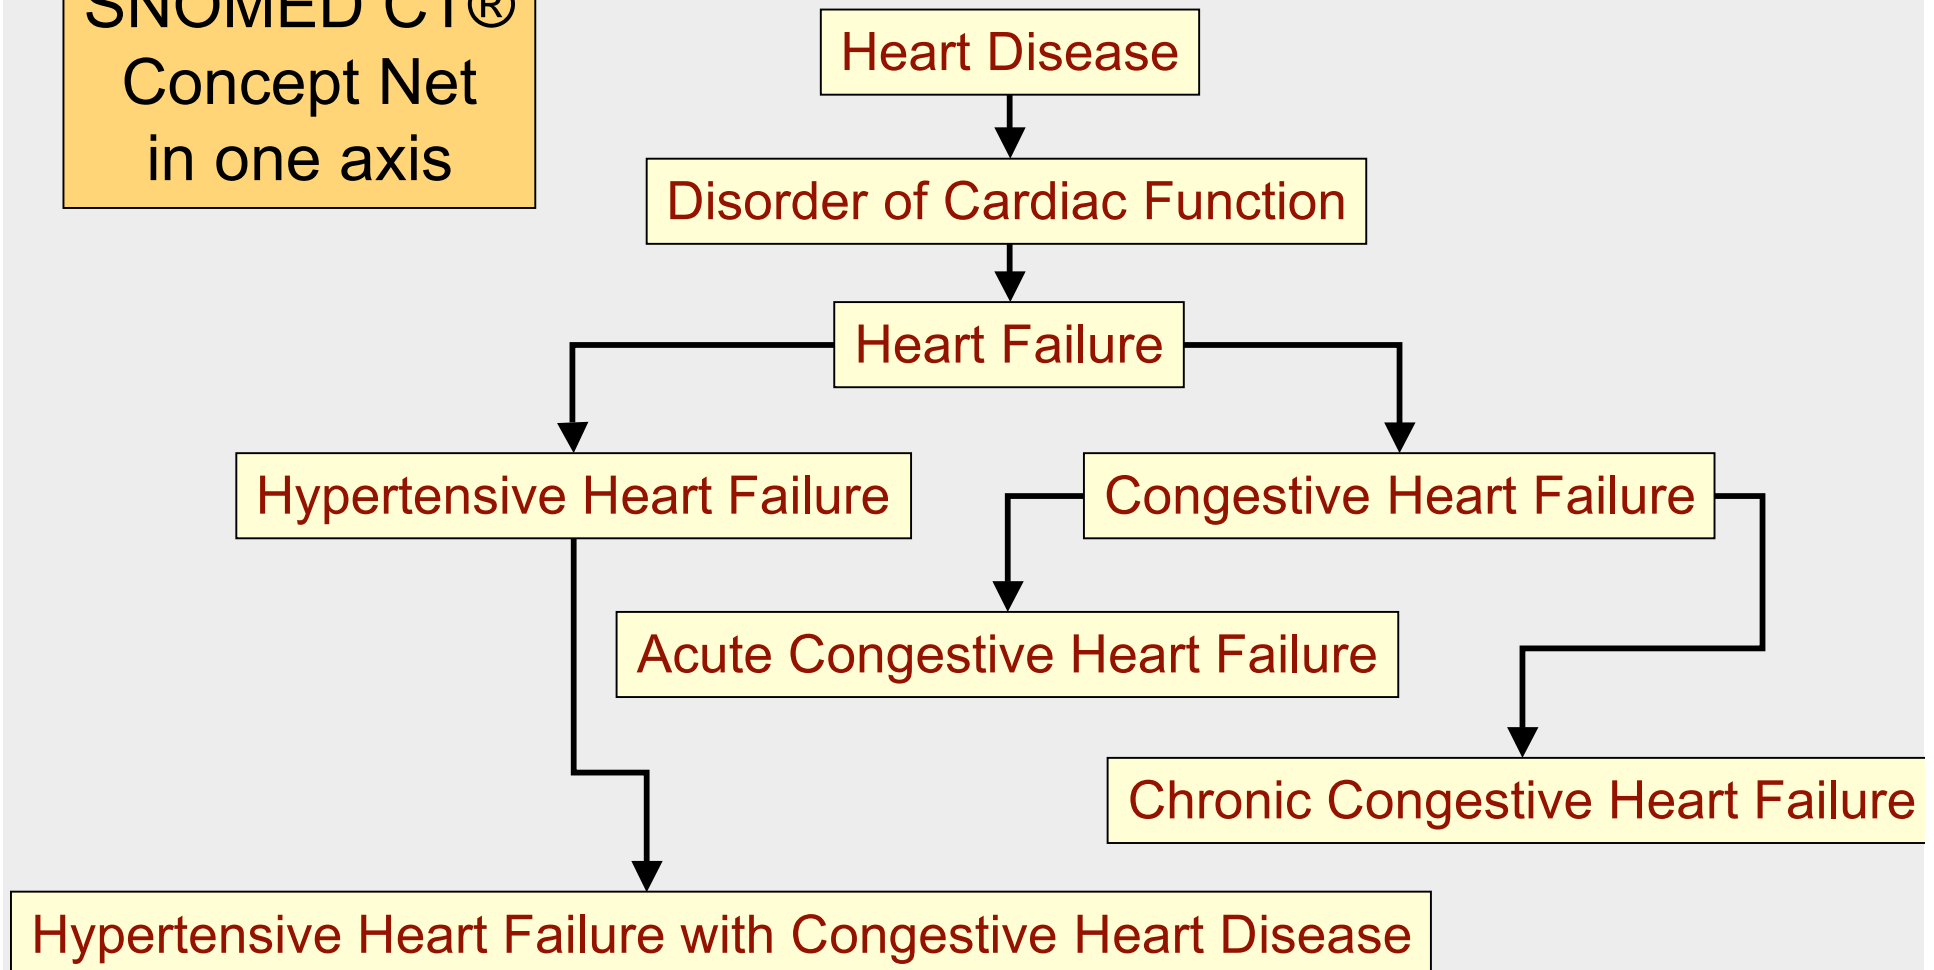 SNOMED CT®
Concept Net
in one axis
Heart Disease
Disorder of Cardiac Function
Heart Failure
Hypertensive Heart Failure
Congestive Heart Failure
Acute Congestive Heart Failure
Chronic Congestive Heart Failure
Hypertensive Heart Failure with Congestive Heart Disease